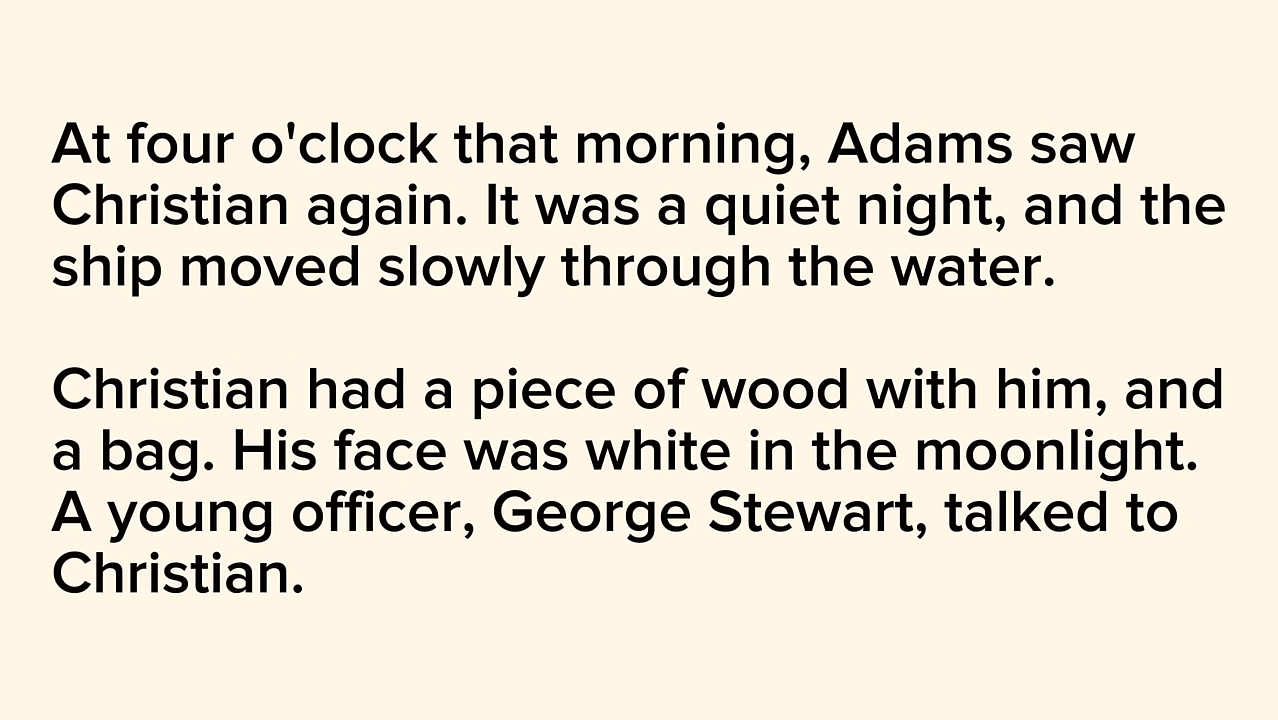 At four o'clock that morning, Adams saw
Christian again. It was a quiet night, and the
ship moved slowly through the water.
Christian had a piece of wood with him, and
a bag. His face was white in the moonlight.
A young officer, George Stewart, talked to
Christian.